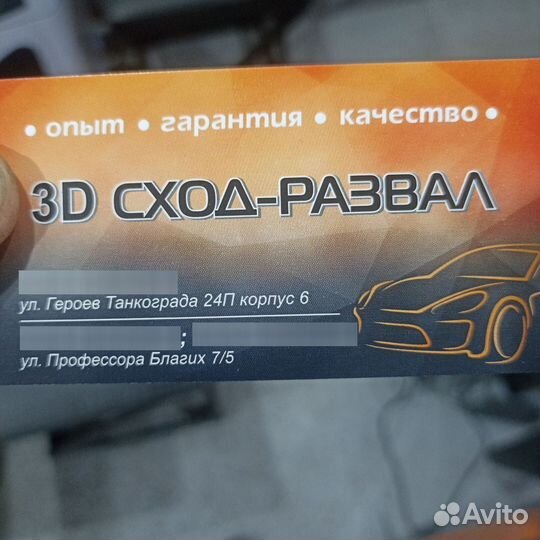 • опыт • гарантия • качество •
3D СХОД-РАЗВАЛ
ул. Героев Танкограда 24П корпус 6
;
ул. Профессора Благих 7/5
Avito